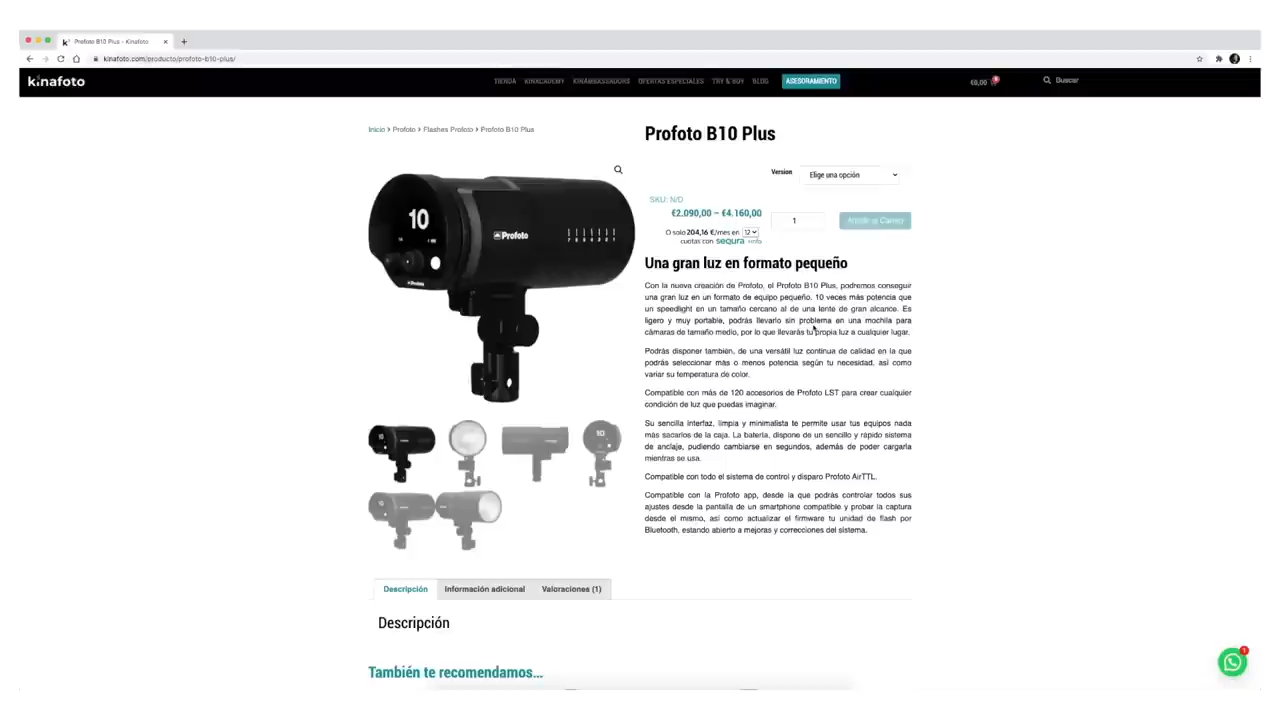 Profoto B10 Plus - Kinafoto
kinafoto.com/producto/profoto-b10-plus/
kinafoto
TIENDA KINACADEMY KINAMBASSADORS OFERTAS ESPECIALES TRY & BUY BLOG ASESORAMIENTO
€0,00
Buscar
Inicio > Profoto > Flashes Profoto > Profoto B10 Plus
Profoto B10 Plus
Version
Elige una opción
SKU: N/D
€2.090,00 – €4.160,00
1
Añadir al Carrito
O solo 204,16 €/mes en 12
cuotas con seQura
10
Profoto
Una gran luz en formato pequeño
Con la nueva creación de Profoto, el Profoto B10 Plus, podremos conseguir
una gran luz en un formato de equipo pequeño. 10 veces más potencia que
un speedlight en un tamaño cercano al de una lente de gran alcance. Es
ligero y muy portable, podrás llevarlo sin problema en una mochila para
cámaras de tamaño medio, por lo que llevarás tu propia luz a cualquier lugar.
Podrás disponer también, de una versátil luz continua de calidad en la que
podrás seleccionar más o menos potencia según tu necesidad, así como
variar su temperatura de color.
Compatible con más de 120 accesorios de Profoto LST para crear cualquier
condición de luz que puedas imaginar.
Su sencilla interfaz, limpia y minimalista te permite usar tus equipos nada
más sacarlos de la caja. La batería, dispone de un sencillo y rápido sistema
de anclaje, pudiendo cambiarse en segundos, además de poder cargarla
mientras se usa.
Compatible con todo el sistema de control y disparo Profoto AirTTL.
Compatible con la Profoto app, desde la que podrás controlar todos sus
ajustes desde la pantalla de un smartphone compatible y probar la captura
desde el mismo, así como actualizar el firmware tu unidad de flash por
Bluetooth, estando abierto a mejoras y correcciones del sistema.
Descripción
Información adicional
Valoraciones (1)
Descripción
También te recomendamos...
1